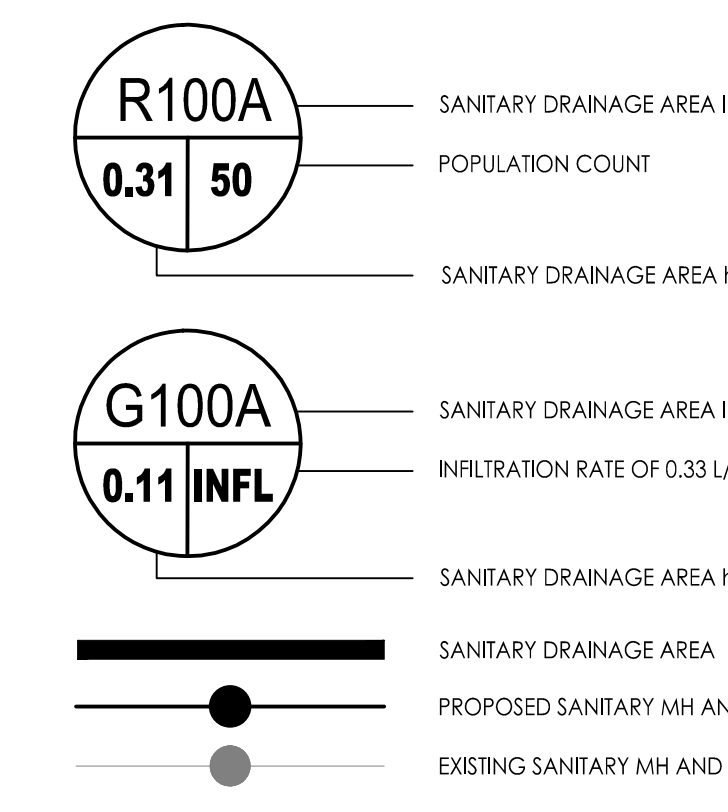 R100A
SANITARY DRAINAGE AREA
0.31 50
POPULATION COUNT
SANITARY DRAINAGE AREA
G100A
SANITARY DRAINAGE AREA
0.11 INFL
INFILTRATION RATE OF 0.33 L/
SANITARY DRAINAGE AREA
SANITARY DRAINAGE AREA
PROPOSED SANITARY MH
EXISTING SANITARY MH AND